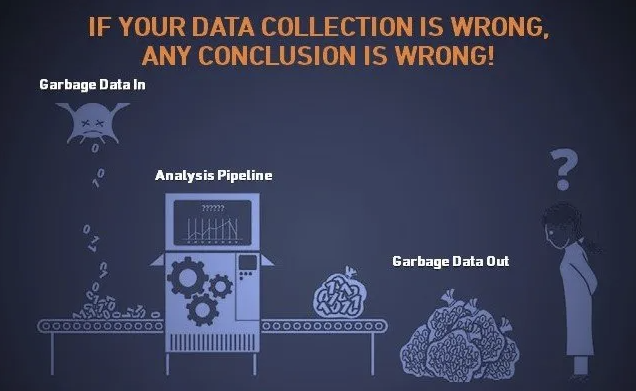 IF YOUR DATA COLLECTION IS WRONG,
ANY CONCLUSION IS WRONG!
Garbage Data In
Analysis Pipeline
??????
Garbage Data Out
?